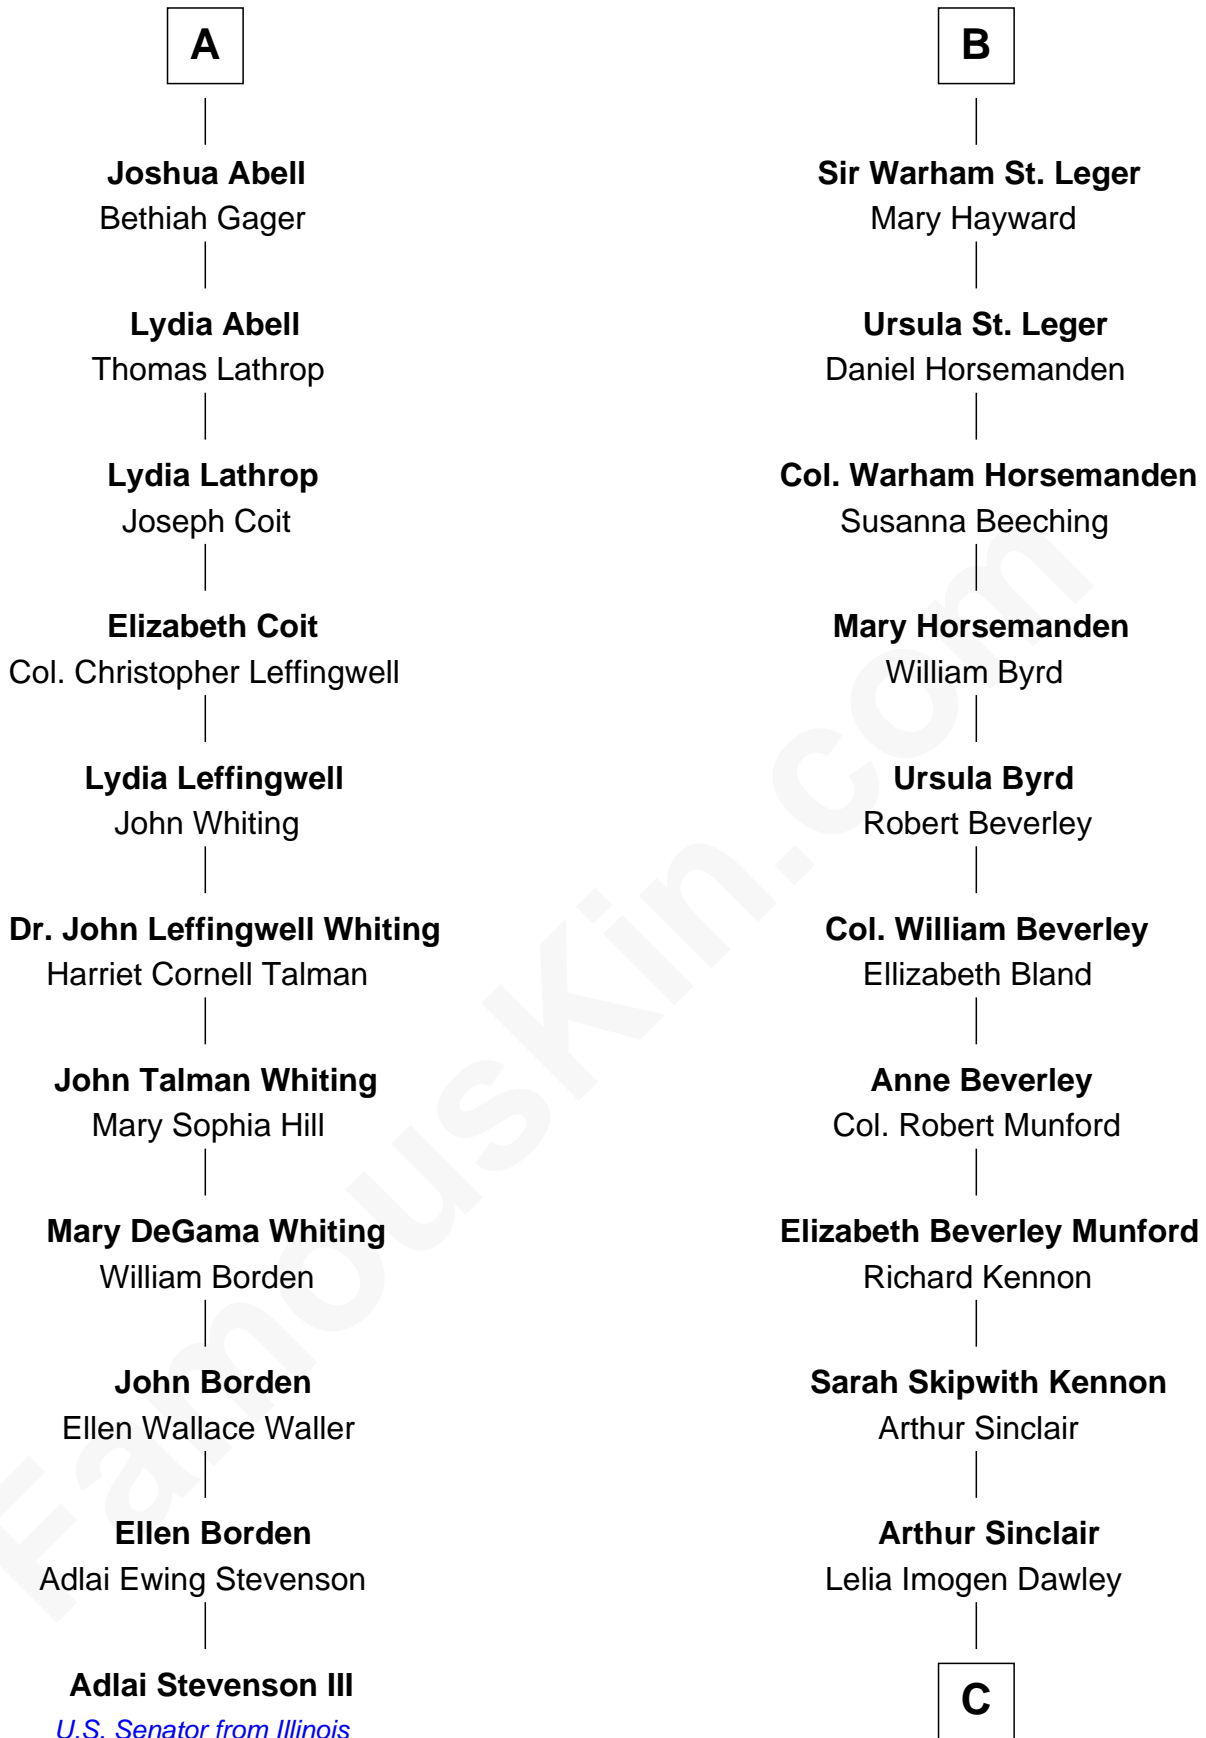 A
Joshua Abell
Bethiah Gager
Lydia Abell
Thomas Lathrop
Lydia Lathrop
Joseph Coit
Elizabeth Coit
Col. Christopher Leffingwell
Lydia Leffingwell
John Whiting
Dr. John Leffingwell Whiting
Harriet Cornell Talman
John Talman Whiting
Mary Sophia Hill
Mary DeGama Whiting
William Borden
John Borden
Ellen Wallace Waller
Ellen Borden
Adlai Ewing Stevenson
Adlai Stevenson III
U.S. Senator from Illinois
B
Sir Warham St. Leger
Mary Hayward
Ursula St. Leger
Daniel Horsemanden
Col. Warham Horsemanden
Susanna Beeching
Mary Horsemanden
William Byrd
Ursula Byrd
Robert Beverley
Col. William Beverley
Ellizabeth Bland
Anne Beverley
Col. Robert Munford
Elizabeth Beverley Munford
Richard Kennon
Sarah Skipwith Kennon
Arthur Sinclair
Arthur Sinclair
Lelia Imogen Dawley
C
FamousKin.com